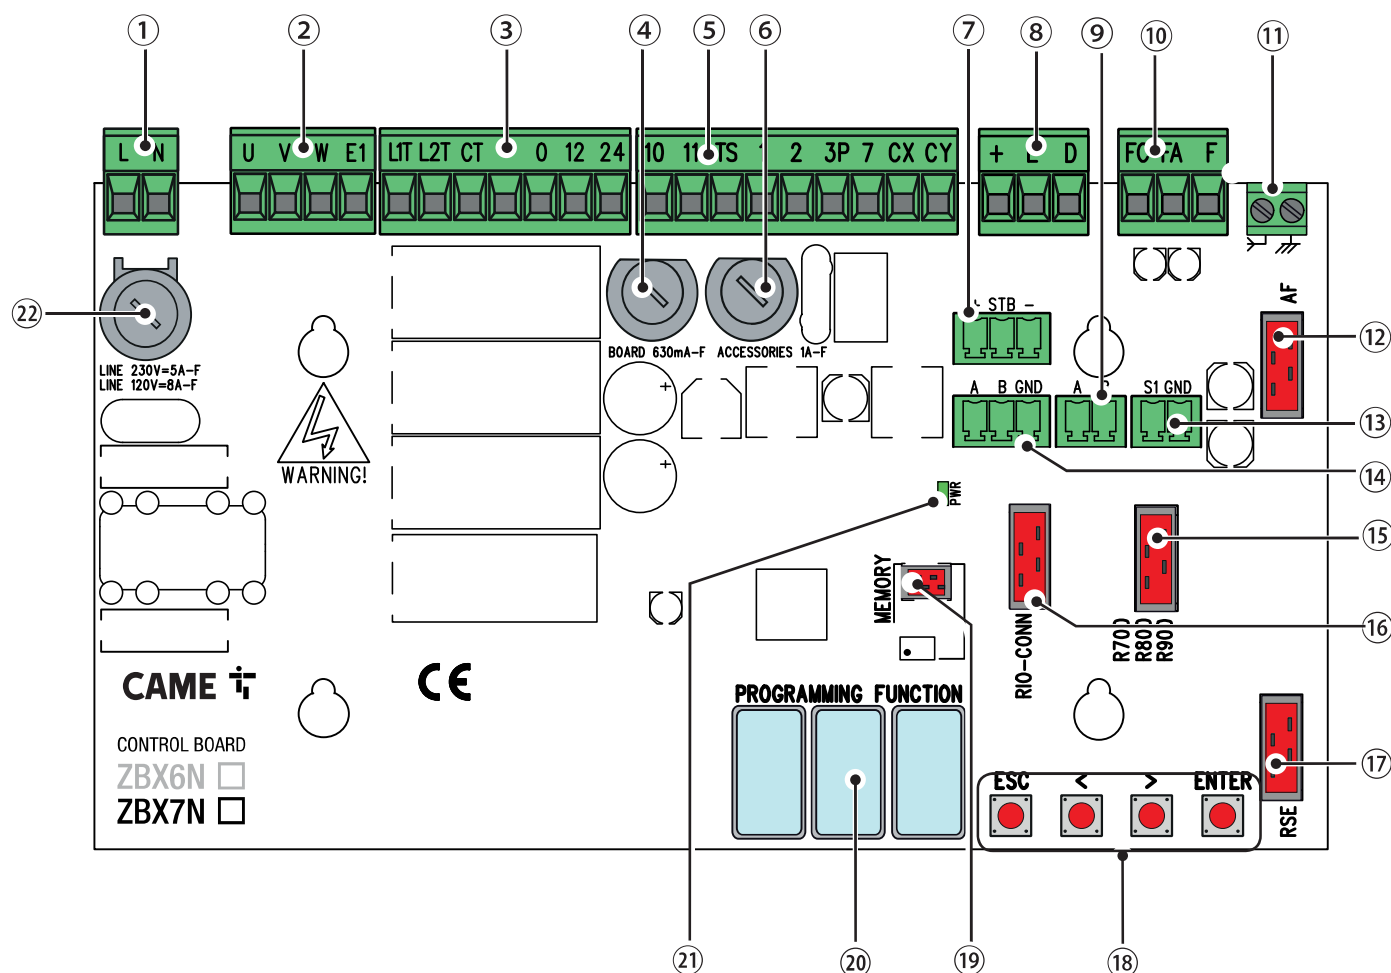 1 2 3 4 5 6 7 8 9 10 11
L N
U V W E1
L1T L2T CT 0 12 24
10 11 TS 1 2 3P 7 CX CY
+ E D
FC FA F
LINE 230V=5A-F
LINE 120V=8A-F
22
BOARD 630mA-F
ACCESSORIES 1A-F
+ STB -
AF
12
A B GND
A B
S1 GND
13
14
WARNING!
PWR
15
MEMORY
RIO-CONN
R700
R800
R900
16
CAME
CE
PROGRAMMING FUNCTION
CONTROL BOARD
ZBX6N
ZBX7N
ESC < > ENTER
RSE
17
21 20 19 18